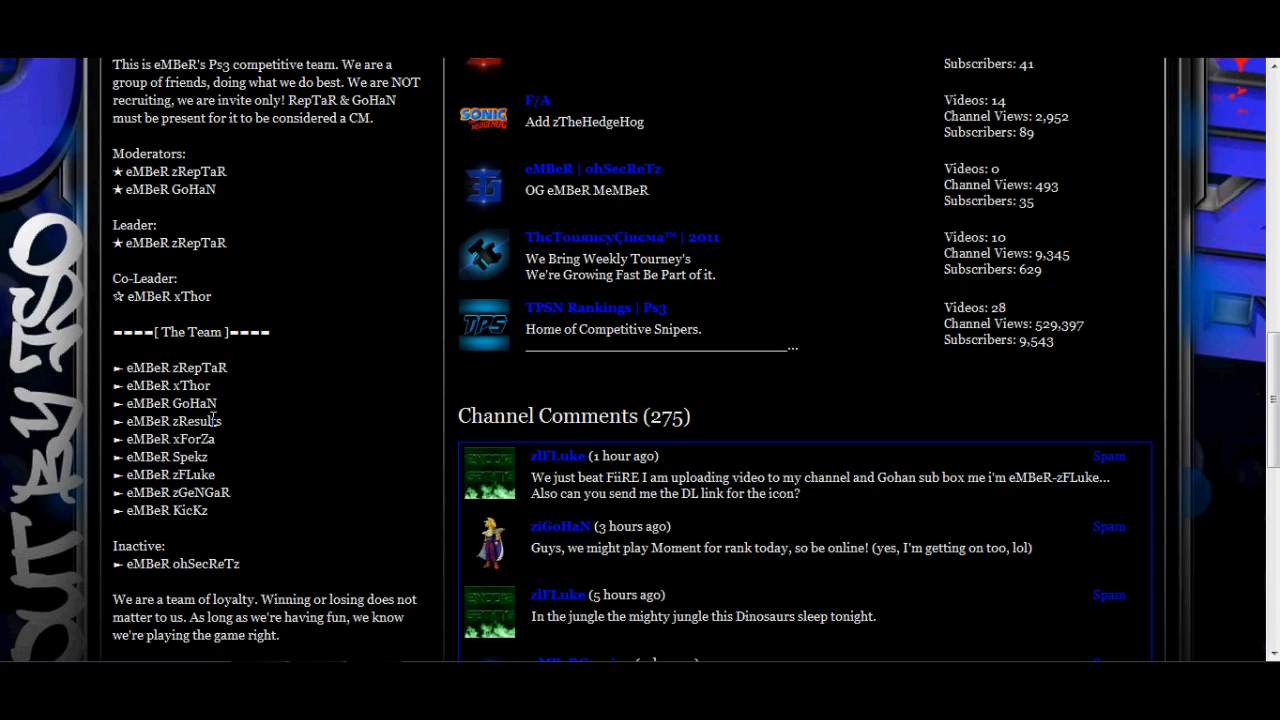 This is eMBeR's Ps3 competitive team. We are a
group of friends, doing what we do best. We are NOT
recruiting, we are invite only! RepTaR & GoHaN
must be present for it to be considered a CM.
Moderators:
★ eMBeR zRepTaR
★ eMBeR GoHaN
Leader:
★ eMBeR zRepTaR
Co-Leader:
☆ eMBeR xThor
====[ The Team ]====
► eMBeR zRepTaR
► eMBeR xThor
► eMBeR GoHaN
► eMBeR zResults
► eMBeR xForZa
► eMBeR Spekz
► eMBeR zFLuke
► eMBeR zGeNGaR
► eMBeR KicKz
Inactive:
► eMBeR ohSecReTz
We are a team of loyalty. Winning or losing does not
matter to us. As long as we're having fun, we know
we're playing the game right.
Subscribers: 41
SONIC
F/A
Add zTheHedgeHog
Videos: 14
Channel Views: 2,952
Subscribers: 89
eMBeR | ohSecReTz
OG eMBeR MeMBeR
Videos: 0
Channel Views: 493
Subscribers: 35
We Bring Weekly Tourney's
We're Growing Fast Be Part of it.
Videos: 10
Channel Views: 9,345
Subscribers: 629
TPS
TPSN Rankings | Ps3
Home of Competitive Snipers.
...
Videos: 28
Channel Views: 529,397
Subscribers: 9,543
Channel Comments (275)
zlFLuke (1 hour ago)
Spam
We just beat FiiRE I am uploading video to my channel and Gohan sub box me i'm eMBeR-zFLuke...
Also can you send me the DL link for the icon?
ziGoHaN (3 hours ago)
Spam
Guys, we might play Moment for rank today, so be online! (yes, I'm getting on too, lol)
zlFLuke (5 hours ago)
Spam
In the jungle the mighty jungle this Dinosaurs sleep tonight.
OUT BY TSO